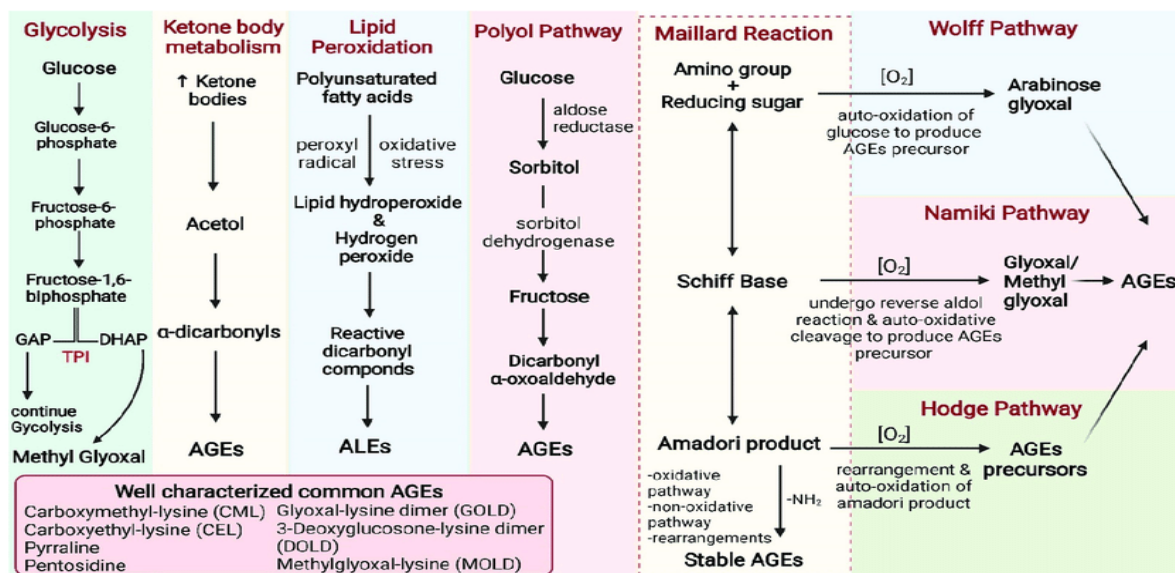 Glycolysis
Glucose
Glucose-6-
phosphate
Fructose-6-
phosphate
Fructose-1,6-
biphosphate
GAP
DHAP
TPI
continue
Gycolysis
Methyl Glyoxal
Ketone body
metabolism
↑ Ketone
bodies
Acetol
α-dicarbonyls
AGEs
Lipid
Peroxidation
Polyunsaturated
fatty acids
peroxyl
radical
oxidative
stress
Lipid hydroperoxide
&
Hydrogen
peroxide
Reactive
dicarbonyl
componds
ALEs
Polyol Pathway
Glucose
aldose
reductase
Sorbitol
sorbitol
dehydrogenase
Fructose
Dicarbonyl
α-oxoaldehyde
AGEs
Well characterized common AGEs
Carboxymethyl-lysine (CML)
Carboxyethyl-lysine (CEL)
Pyrraline
Pentosidine
Glyoxal-lysine dimer (GOLD)
3-Deoxyglucosone-lysine dimer
(DOLD)
Methylglyoxal-lysine (MOLD)
Maillard Reaction
Amino group
+
Reducing sugar
Schiff Base
Amadori product
-oxidative
pathway
-non-oxidative
pathway
-rearrangements
-NH₂
Stable AGEs
Wolff Pathway
[O₂]
auto-oxidation of
glucose to produce
AGEs precursor
Arabinose
glyoxal
Namiki Pathway
[O₂]
undergo reverse aldol
reaction & auto-oxidative
cleavage to produce AGEs
precursor
Glyoxal/
Methyl
glyoxal
AGEs
Hodge Pathway
[O₂]
rearrangement &
auto-oxidation of
amadori product
AGEs
precursors